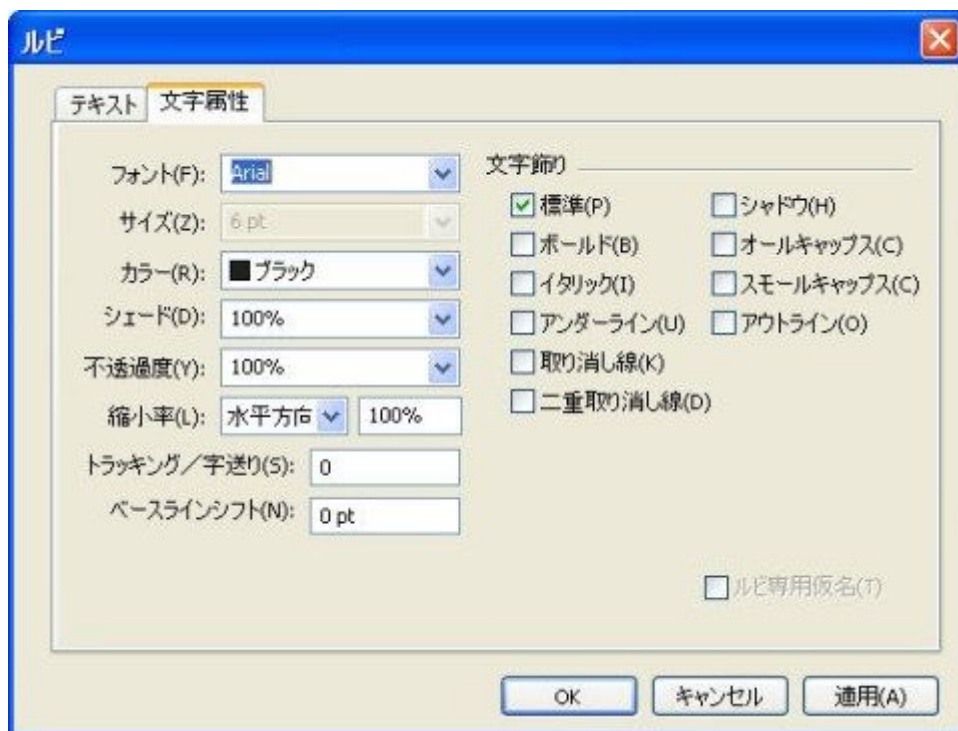 ルビ
テキスト 文字属性
フォント(F): Arial
サイズ(Z): 6 pt
カラー(R): ブラック
シェード(D): 100%
不透過度(Y): 100%
縮小率(L): 水平方向 100%
トラッキング／字送り(S): 0
ベースラインシフト(N): 0 pt
文字飾り
標準(P) シャドウ(H)
ボールド(B) オールキャップス(C)
イタリック(I) スモールキャップス(C)
アンダーライン(U) アウトライン(O)
取り消し線(K)
二重取り消し線(D)
ルビ専用仮名(T)
OK キャンセル 適用(A)